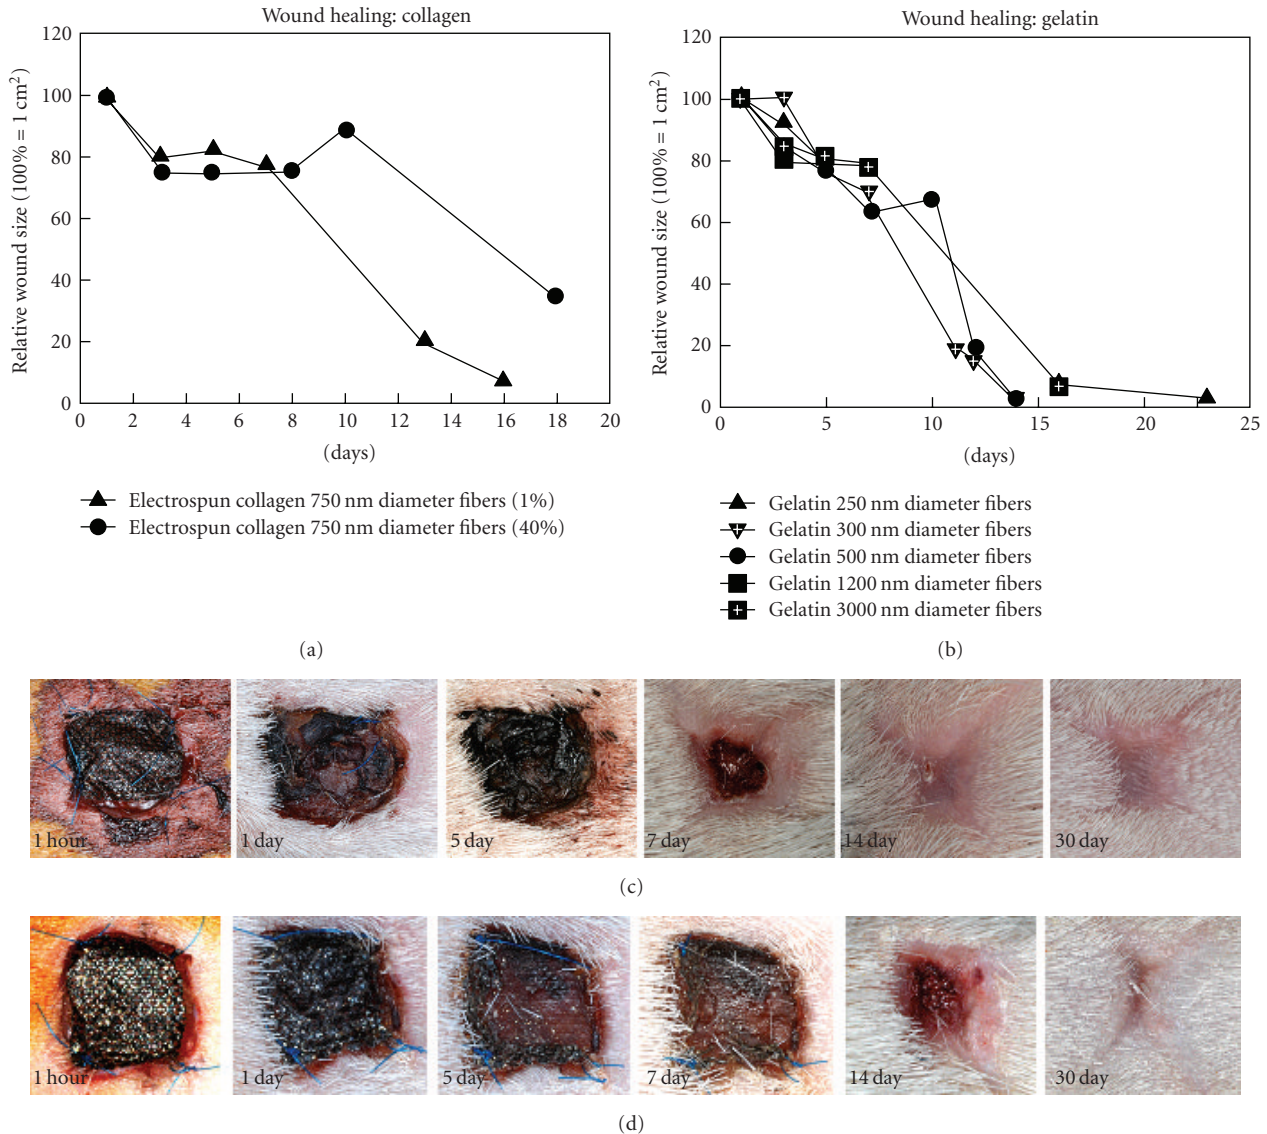 Wound healing: collagen
120
100
80
60
40
20
0
Relative wound size (100% = 1 cm²)
0 2 4 6 8 10 12 14 16 18 20
(days)
Electrospun collagen 750 nm diameter fibers (1%)
Electrospun collagen 750 nm diameter fibers (40%)
(a)
Wound healing: gelatin
120
100
80
60
40
20
0
Relative wound size (100% = 1 cm²)
0 5 10 15 20 25
(days)
Gelatin 250 nm diameter fibers
Gelatin 300 nm diameter fibers
Gelatin 500 nm diameter fibers
Gelatin 1200 nm diameter fibers
Gelatin 3000 nm diameter fibers
(b)
1 hour 1 day 5 day 7 day 14 day 30 day
(c)
1 hour 1 day 5 day 7 day 14 day 30 day
(d)